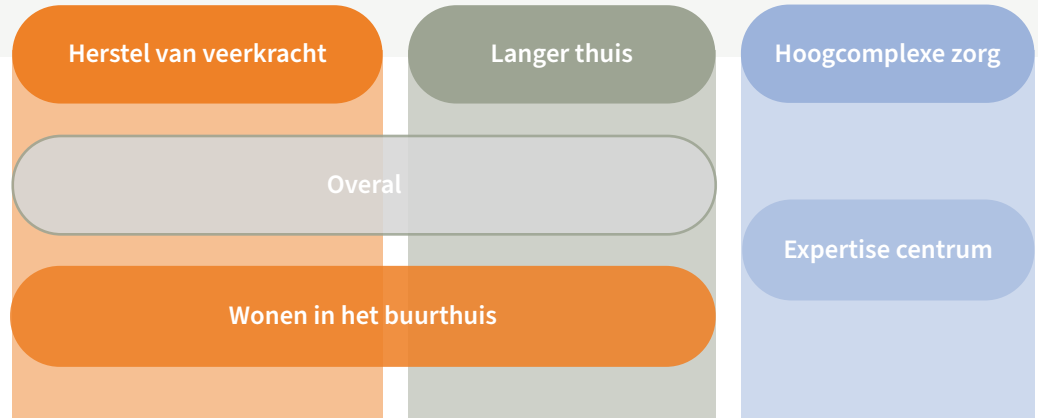 Herstel van veerkracht
Langer thuis
Hoogcomplexe zorg
Overal
Expertise centrum
Wonen in het buurthuis